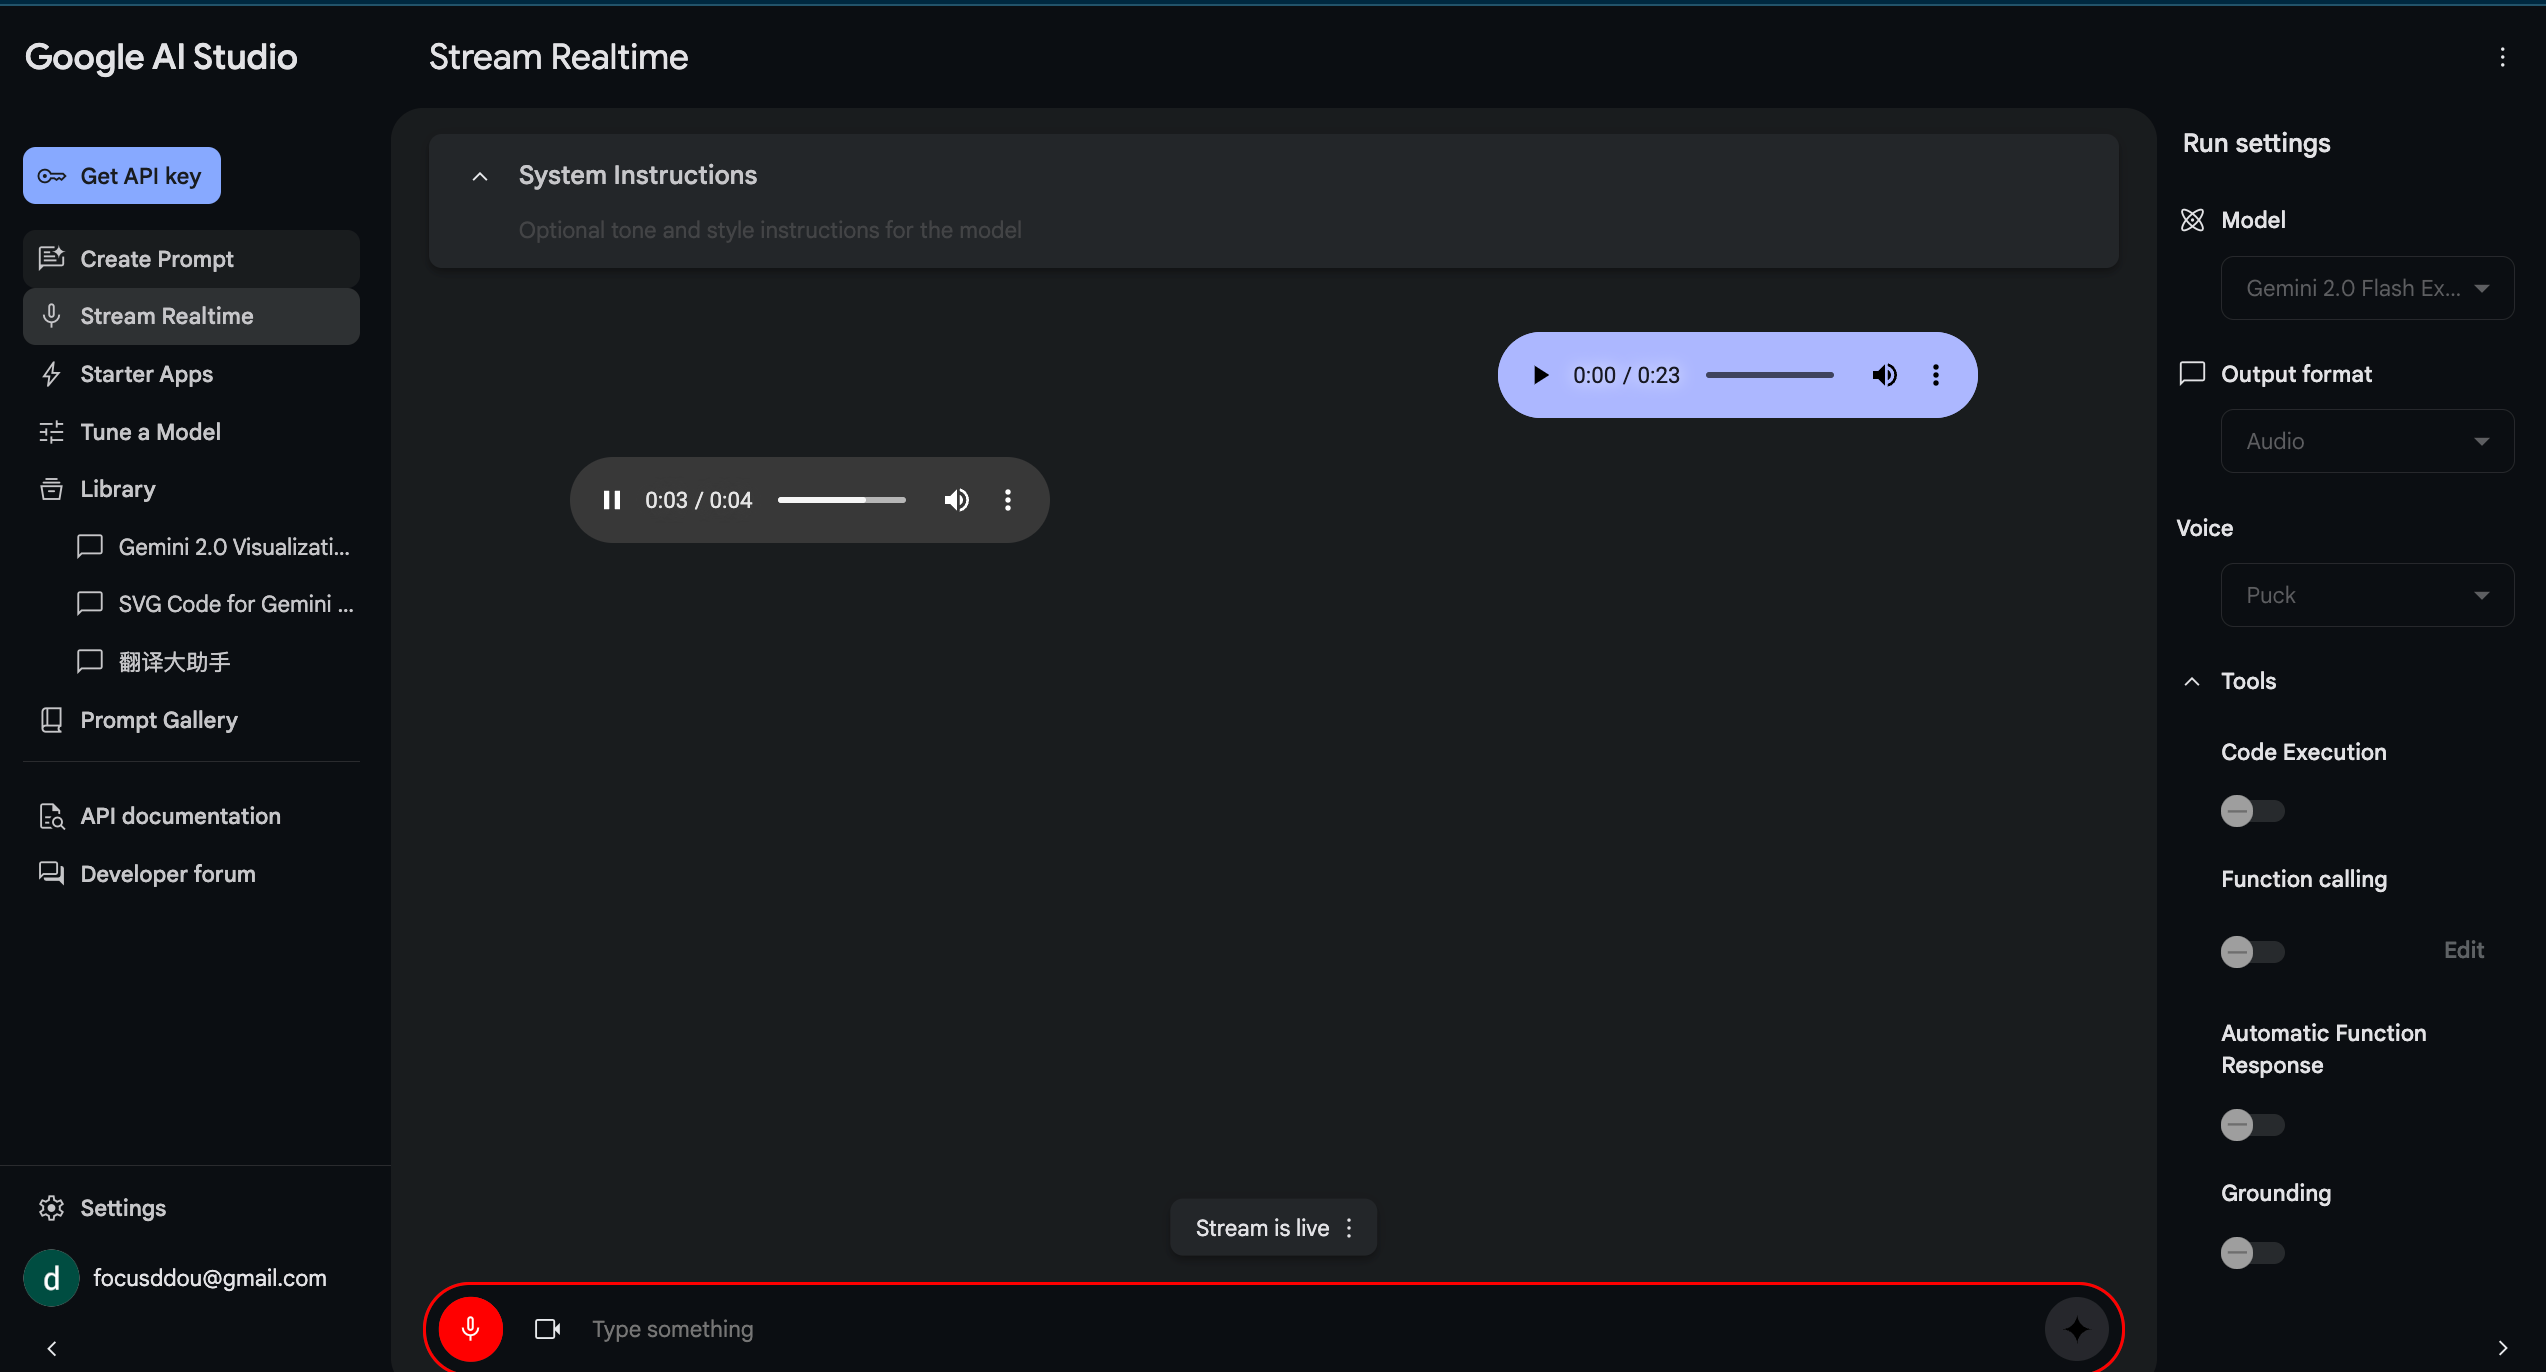 Google AI Studio
Get API key
Create Prompt
Stream Realtime
Starter Apps
Tune a Model
Library
Gemini 2.0 Visualizati...
SVG Code for Gemini ...
翻译大助手
Prompt Gallery
API documentation
Developer forum
Settings
d
focusddou@gmail.com
Stream Realtime
System Instructions
Optional tone and style instructions for the model
0:00 / 0:23
0:03 / 0:04
Stream is live
Type something
Run settings
Model
Gemini 2.0 Flash Ex...
Output format
Audio
Voice
Puck
Tools
Code Execution
Function calling
Edit
Automatic Function
Response
Grounding